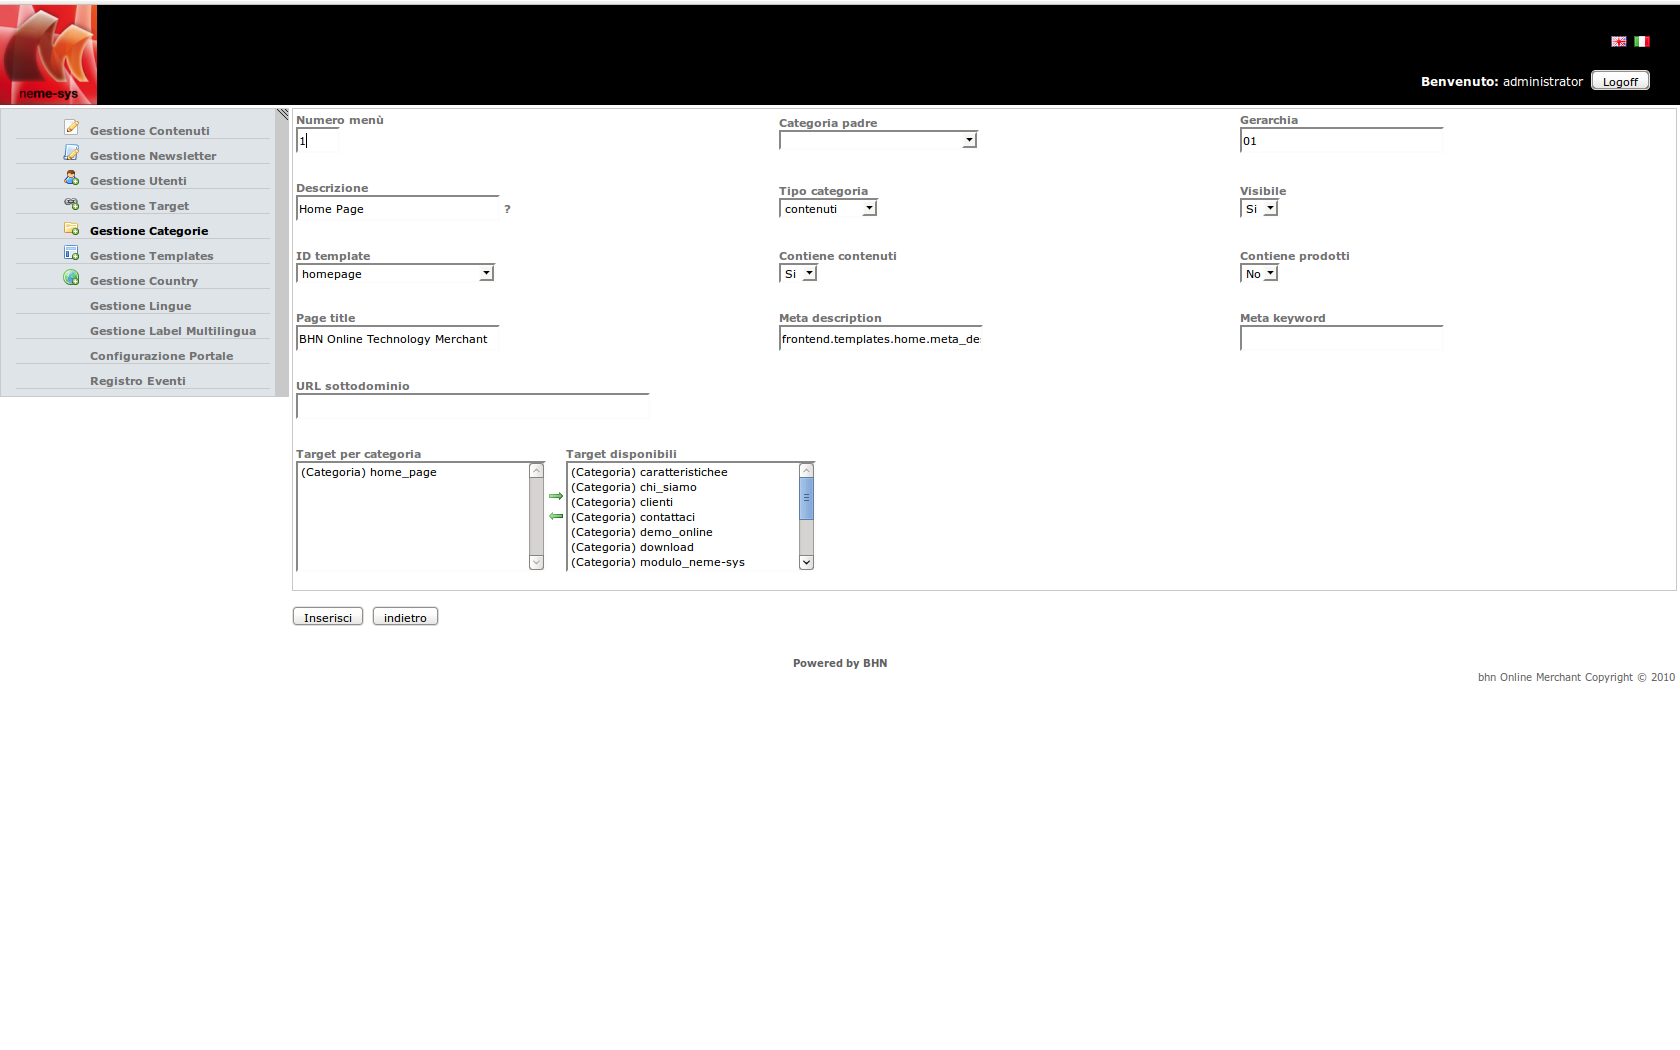 neme-sys
Benvenuto: administrator Logoff
Gestione Contenuti
Gestione Newsletter
Gestione Utenti
Gestione Target
Gestione Categorie
Gestione Templates
Gestione Country
Gestione Lingue
Gestione Label Multilingua
Configurazione Portale
Registro Eventi
Numero menù Categoria padre Gerarchia
1 01
Descrizione Tipo categoria Visibile
Home Page ? contenuti Si
ID template Contiene contenuti Contiene prodotti
homepage Si No
Page title Meta description Meta keyword
BHN Online Technology Merchant frontend.templates.home.meta_de
URL sottodominio
Target per categoria Target disponibili
(Categoria) home_page (Categoria) caratteristichee
(Categoria) chi_siamo
(Categoria) clienti
(Categoria) contattaci
(Categoria) demo_online
(Categoria) download
(Categoria) modulo_neme-sys
Inserisci indietro
Powered by BHN
bhn Online Merchant Copyright © 2010